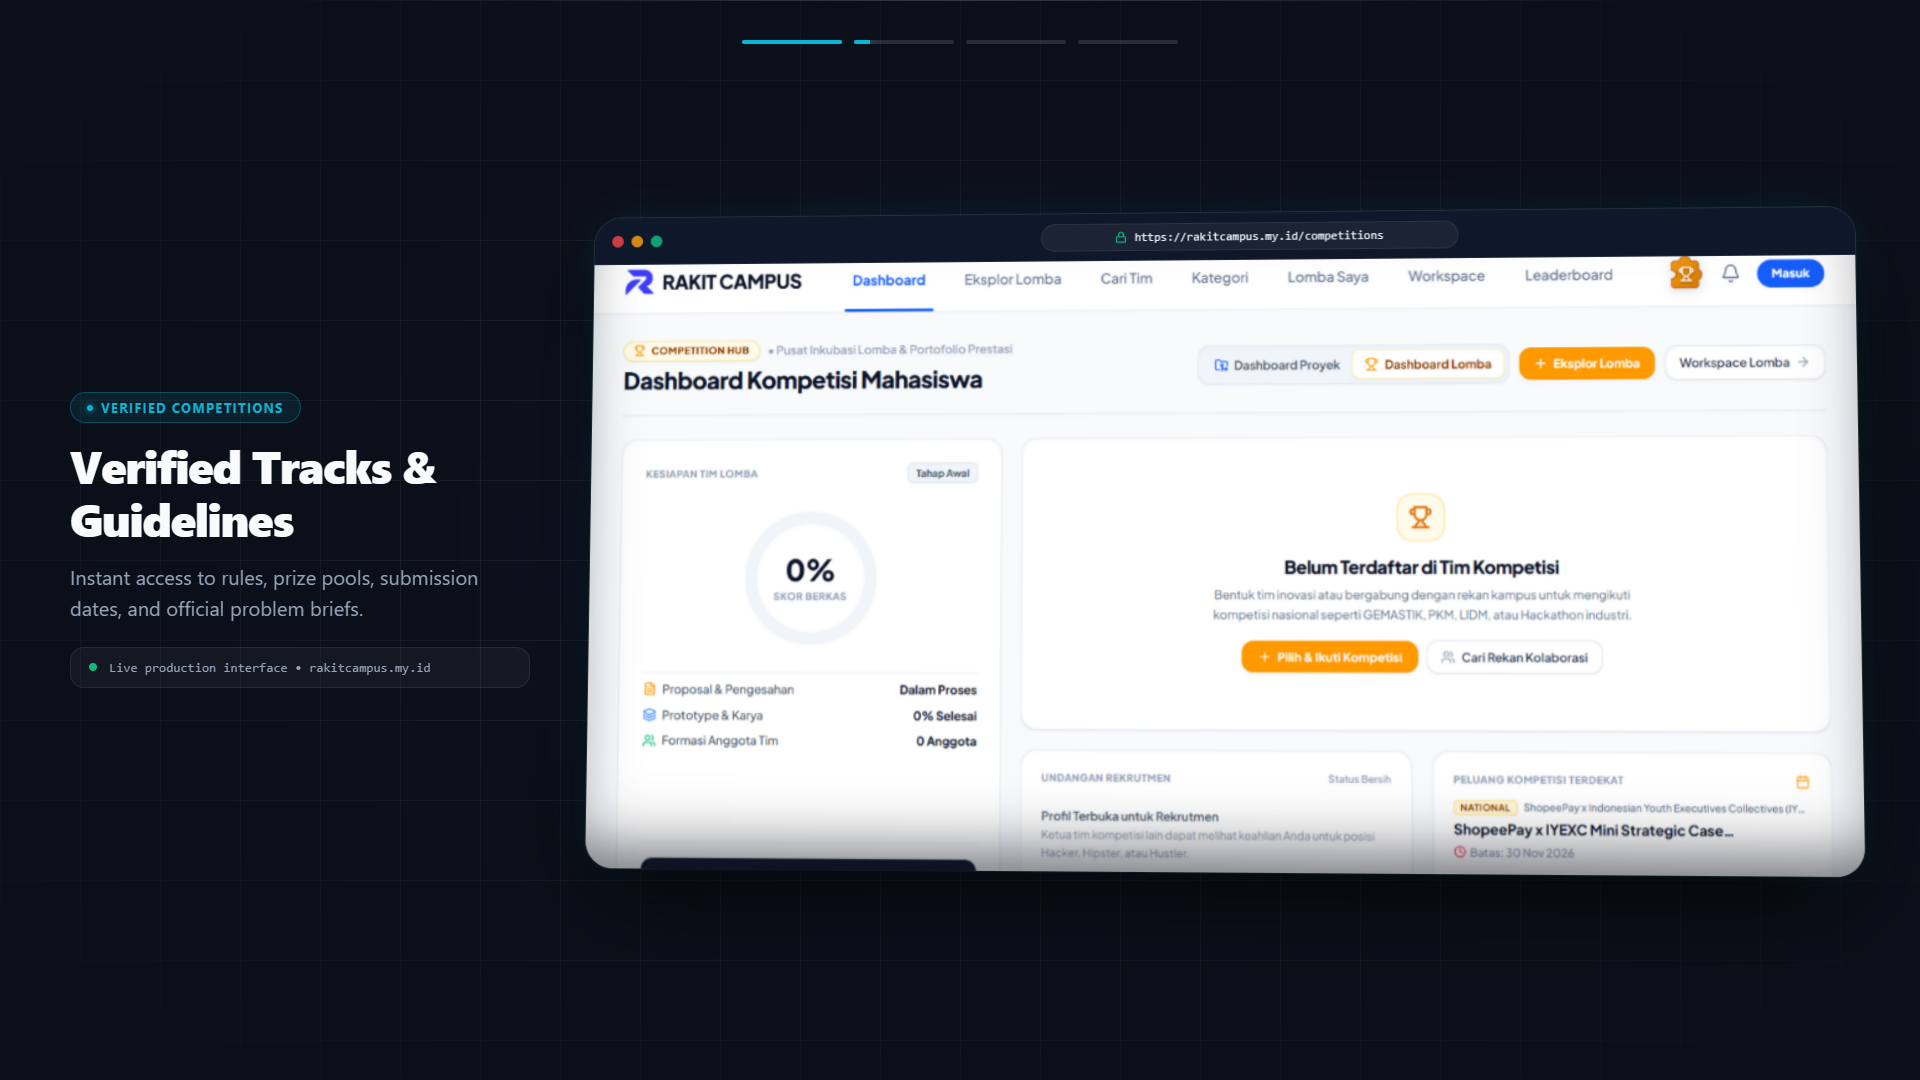 VERIFIED COMPETITIONS
Verified Tracks &
Guidelines
Instant access to rules, prize pools, submission
dates, and official problem briefs.
Live production interface • rakitcampus.my.id
https://rakitcampus.my.id/competitions
RAKIT CAMPUS
Dashboard
Eksplor Lomba
Cari Tim
Kategori
Lomba Saya
Workspace
Leaderboard
Masuk
COMPETITION HUB
• Pusat Inkubasi Lomba & Portofolio Prestasi
Dashboard Kompetisi Mahasiswa
Dashboard Proyek
Dashboard Lomba
+ Eksplor Lomba
Workspace Lomba →
KESIAPAN TIM LOMBA
Tahap Awal
0%
SKOR BERKAS
Proposal & Pengesahan
Dalam Proses
Prototype & Karya
0% Selesai
Formasi Anggota Tim
0 Anggota
Belum Terdaftar di Tim Kompetisi
Bentuk tim inovasi atau bergabung dengan rekan kampus untuk mengikuti
kompetisi nasional seperti GEMASTIK, PKM, LIDM, atau Hackathon industri.
+ Pilih & Ikuti Kompetisi
Cari Rekan Kolaborasi
UNDANGAN REKRUTMEN
Status Bersih
Profil Terbuka untuk Rekrutmen
Ketua tim kompetisi lain dapat melihat keahlian Anda untuk posisi
Hacker, Hipster, atau Hustler.
PELUANG KOMPETISI TERDEKAT
NATIONAL
ShopeePay x Indonesian Youth Executives Collectives (IY...
ShopeePay x IYEXC Mini Strategic Case...
Batas: 30 Nov 2026